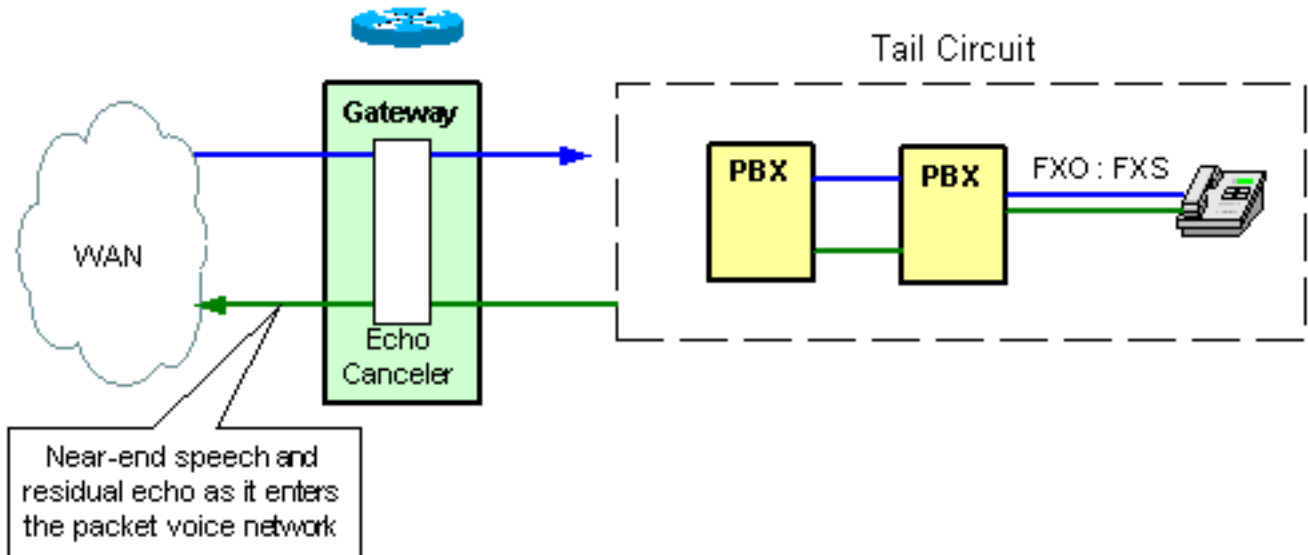 Tail Circuit
Gateway
PBX
PBX
FXO : FXS
WAN
Echo
Canceler
Near-end speech and
residual echo as it enters
the packet voice network